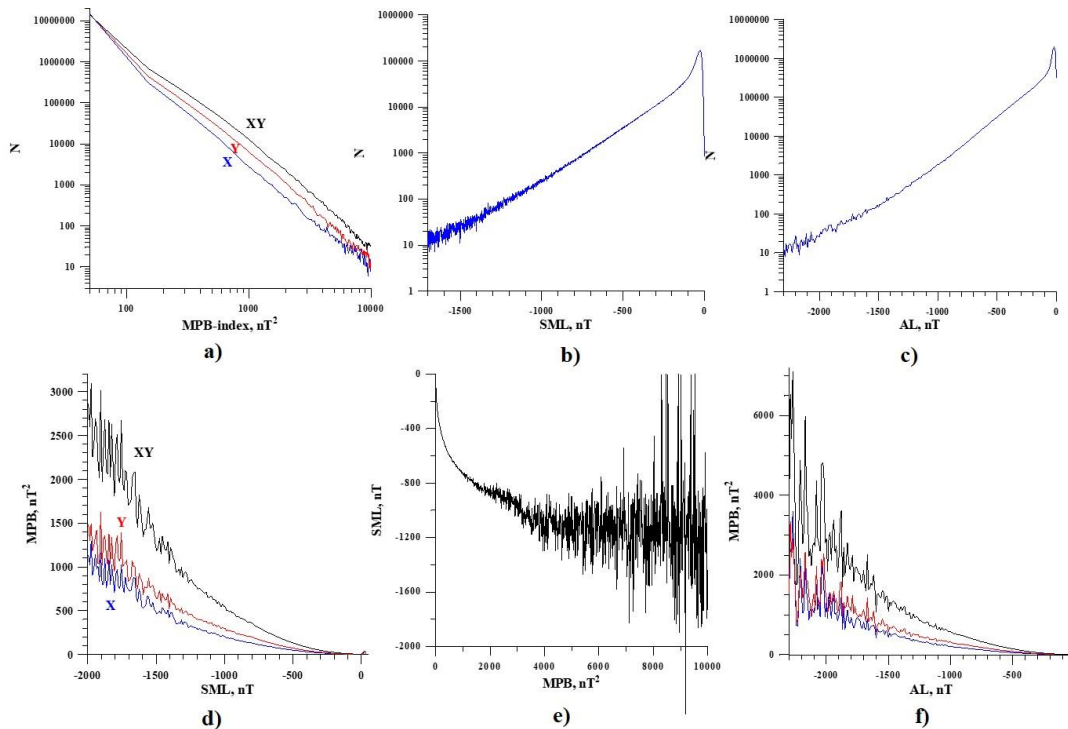 10000000
1000000
100000
10000
1000
100
10
N
XY
Y
X
100
1000
10000
MPB-index, nT2
a)
1000000
100000
10000
1000
100
10
1
N
-1500
-1000
-500
0
SML, nT
b)
10000000
1000000
100000
10000
1000
100
10
1
N
-2000
-1500
-1000
-500
0
AL, nT
c)
3000
2500
2000
1500
1000
500
0
MPB, nT2
XY
Y
X
-2000
-1500
-1000
-500
0
SML, nT
d)
0
-400
-800
-1200
-1600
-2000
SML, nT
0
2000
4000
6000
8000
10000
MPB, nT2
e)
6000
4000
2000
0
MPB, nT2
-2000
-1500
-1000
-500
AL, nT
f)